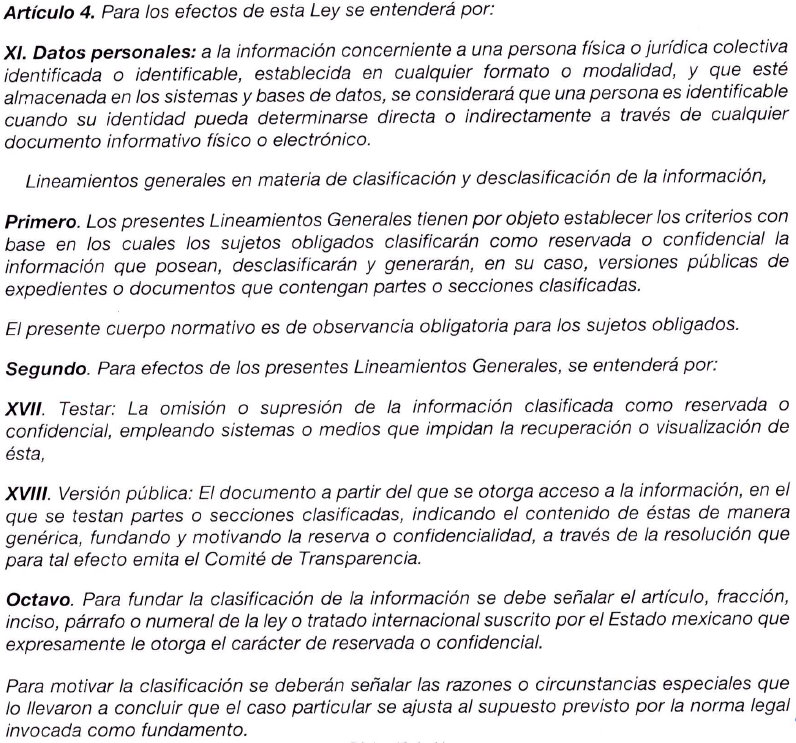 Artículo 4. Para los efectos de esta Ley se entenderá por:
XI. Datos personales: a la información concerniente a una persona física o jurídica colectiva
identificada o identificable, establecida en cualquier formato o modalidad, y que esté
almacenada en los sistemas y bases de datos, se considerará que una persona es identificable
cuando su identidad pueda determinarse directa o indirectamente a través de cualquier
documento informativo físico o electrónico.
Lineamientos generales en materia de clasificación y desclasificación de la información,
Primero. Los presentes Lineamientos Generales tienen por objeto establecer los criterios con
base en los cuales los sujetos obligados clasificarán como reservada o confidencial la
información que posean, desclasificarán y generarán, en su caso, versiones públicas de
expedientes o documentos que contengan partes o secciones clasificadas.
El presente cuerpo normativo es de observancia obligatoria para los sujetos obligados.
Segundo. Para efectos de los presentes Lineamientos Generales, se entenderá por:
XVII. Testar: La omisión o supresión de la información clasificada como reservada o
confidencial, empleando sistemas o medios que impidan la recuperación o visualización de
ésta,
XVIII. Versión pública: El documento a partir del que se otorga acceso a la información, en el
que se testan partes o secciones clasificadas, indicando el contenido de éstas de manera
genérica, fundando y motivando la reserva o confidencialidad, a través de la resolución que
para tal efecto emita el Comité de Transparencia.
Octavo. Para fundar la clasificación de la información se debe señalar el artículo, fracción,
inciso, párrafo o numeral de la ley o tratado internacional suscrito por el Estado mexicano que
expresamente le otorga el carácter de reservada o confidencial.
Para motivar la clasificación se deberán señalar las razones o circunstancias especiales que
lo llevaron a concluir que el caso particular se ajusta al supuesto previsto por la norma legal
invocada como fundamento.